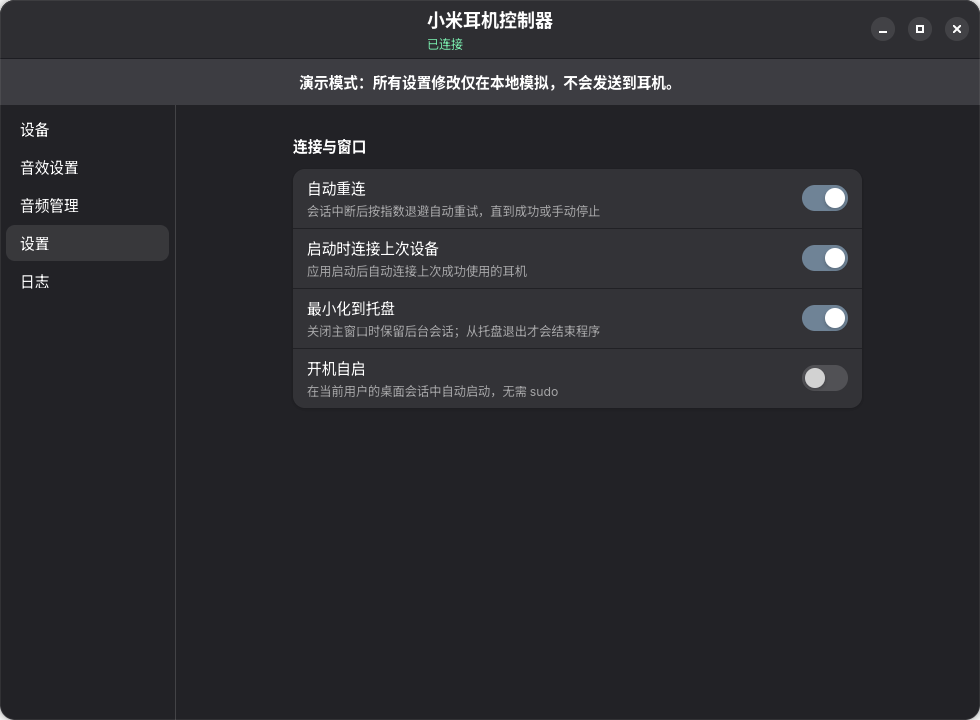 小米耳机控制器
已连接
演示模式：所有设置修改仅在本地模拟，不会发送到耳机。
设备
音效设置
音频管理
设置
日志
连接与窗口
自动重连
会话中断后按指数退避自动重试，直到成功或手动停止
启动时连接上次设备
应用启动后自动连接上次成功使用的耳机
最小化到托盘
关闭主窗口时保留后台会话；从托盘退出才会结束程序
开机自启
在当前用户的桌面会话中自动启动，无需 sudo